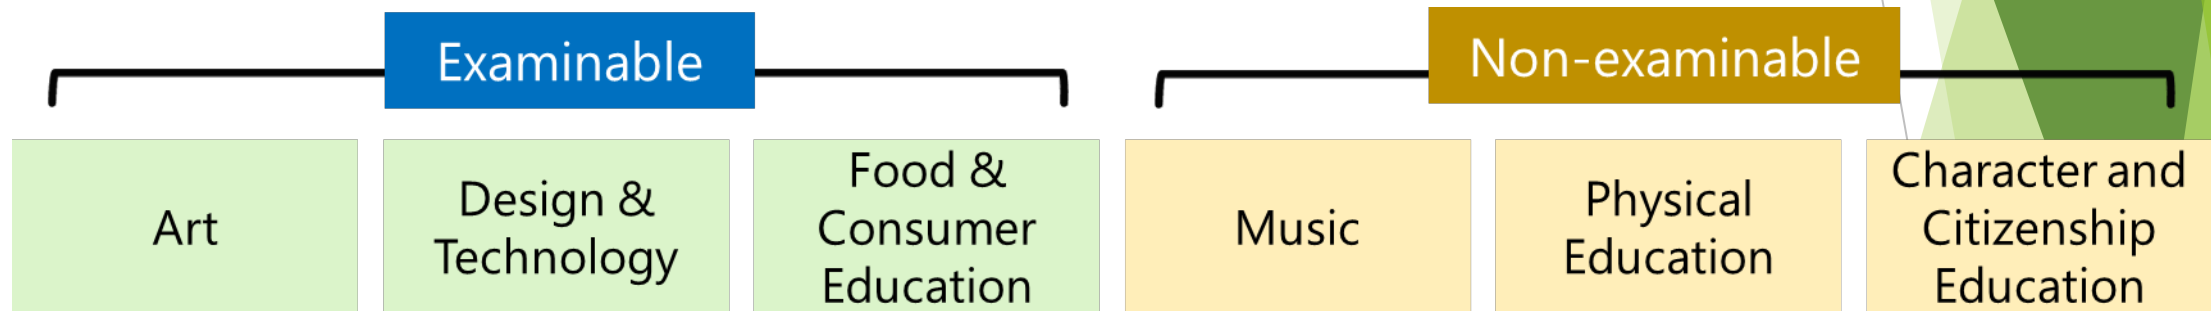 Examinable
Non-examinable
Art
Design &
Technology
Food &
Consumer
Education
Music
Physical
Education
Character and
Citizenship
Education